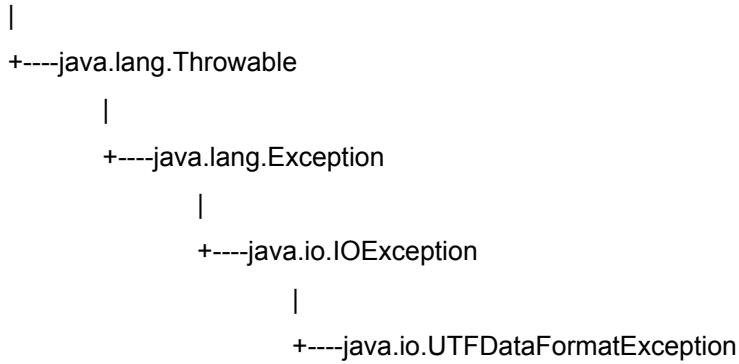 |
+----java.lang.Throwable
|
+----java.lang.Exception
|
+----java.io.IOException
|
+----java.io.UTFDataFormatException